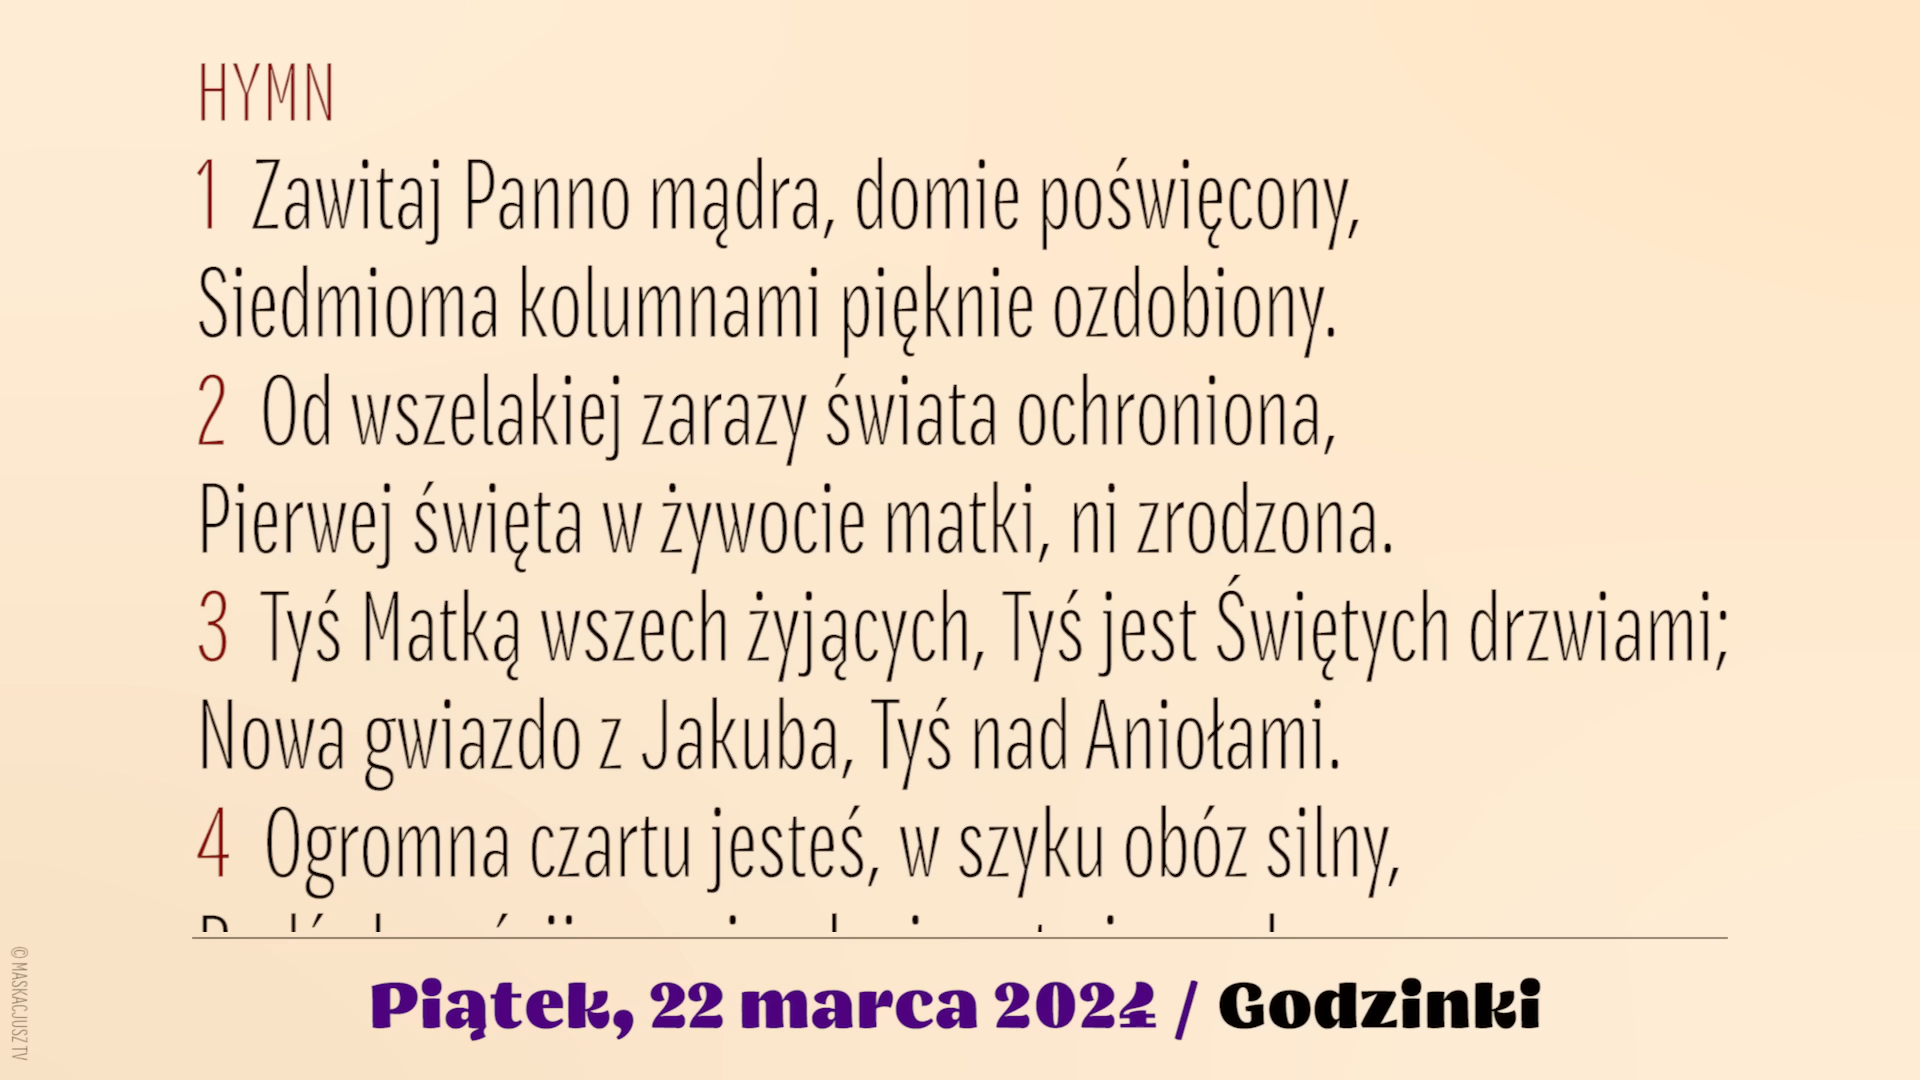 HYMN
1 Zawitaj Panno mądra, domie poświęcony,
Siedmioma kolumnami pięknie ozdobiony.
2 Od wszelakiej zarazy świata ochroniona,
Pierwej święta w żywocie matki, ni zrodzona.
3 Tyś Matką wszech żyjących, Tyś jest Świętych drzwiami;
Nowa gwiazdo z Jakuba, Tyś nad Aniołami.
4 Ogromna czartu jesteś, w szyku obóz silny,
Piątek, 22 marca 2024 / Godzinki
© MASKACJUSZ TV